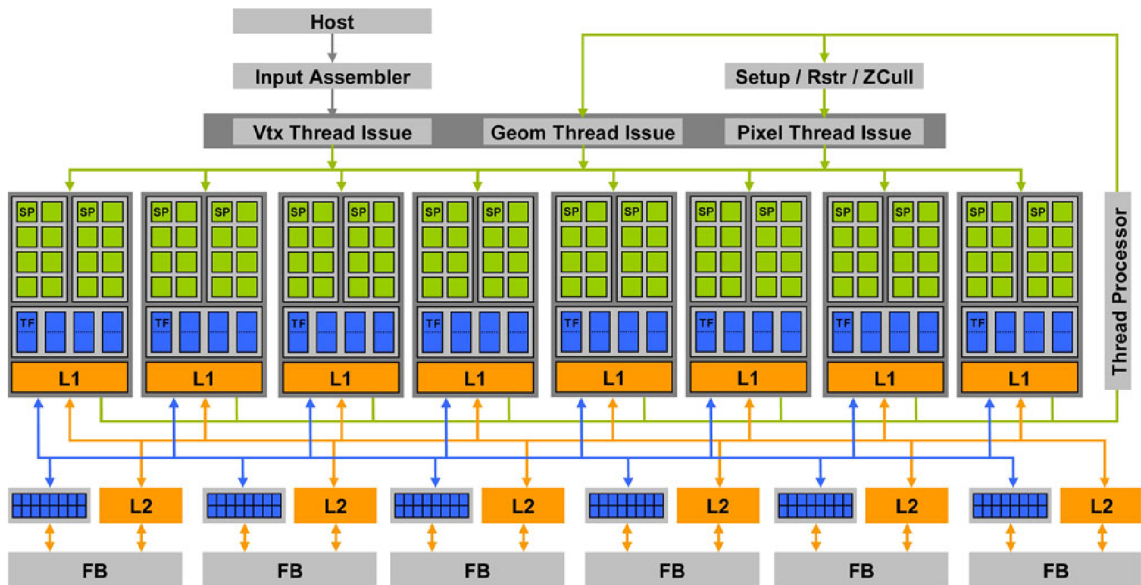 Host
Input Assembler
Setup / Rstr / ZCull
Vtx Thread Issue
Geom Thread Issue
Pixel Thread Issue
SP SP SP SP SP SP SP SP SP SP SP SP SP SP SP SP
Thread Processor
TF TF TF TF TF TF TF TF
L1 L1 L1 L1 L1 L1 L1 L1
L2 L2 L2 L2 L2 L2
FB FB FB FB FB FB